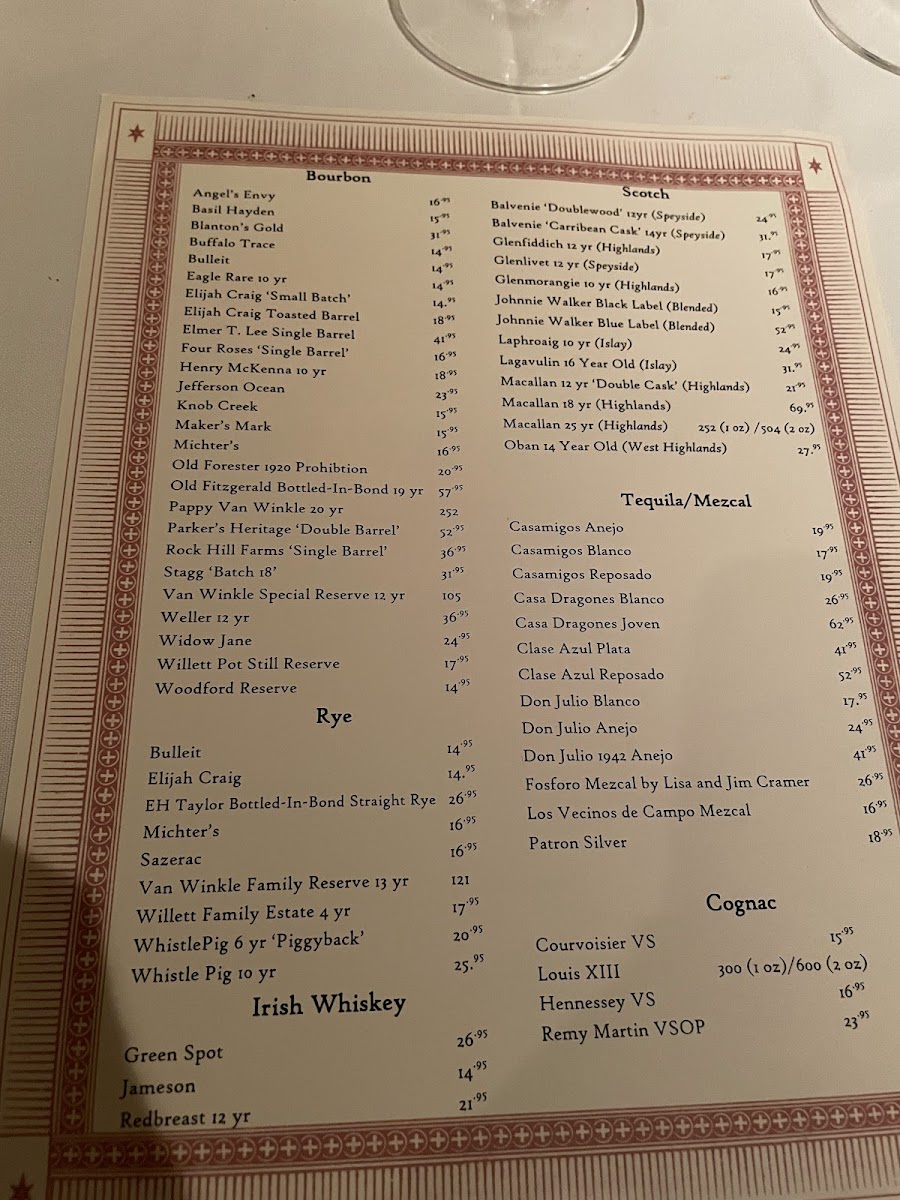 Bourbon
Angel's Envy 16.95
Basil Hayden 15.95
Blanton's Gold 31.95
Buffalo Trace 14.95
Bulleit 14.95
Eagle Rare 10 yr 14.95
Elijah Craig 'Small Batch' 14.95
Elijah Craig Toasted Barrel 18.95
Elmer T. Lee Single Barrel 41.95
Four Roses 'Single Barrel' 16.95
Henry McKenna 10 yr 18.95
Jefferson Ocean 23.95
Knob Creek 15.95
Maker's Mark 15.95
Michter's 16.95
Old Forester 1920 Prohibtion 20.95
Old Fitzgerald Bottled-In-Bond 19 yr 57.95
Pappy Van Winkle 20 yr 252
Parker's Heritage 'Double Barrel' 52.95
Rock Hill Farms 'Single Barrel' 36.95
Stagg 'Batch 18' 31.95
Van Winkle Special Reserve 12 yr 105
Weller 12 yr 36.95
Widow Jane 24.95
Willett Pot Still Reserve 17.95
Woodford Reserve 14.95
Rye
Bulleit 14.95
Elijah Craig 14.95
EH Taylor Bottled-In-Bond Straight Rye 26.95
Michter's 16.95
Sazerac 16.95
Van Winkle Family Reserve 13 yr 121
Willett Family Estate 4 yr 17.95
WhistlePig 6 yr 'Piggyback' 20.95
Whistle Pig 10 yr 25.95
Irish Whiskey
Green Spot 26.95
Jameson 14.95
Redbreast 12 yr 21.95
Scotch
Balvenie 'Doublewood' 12yr (Speyside) 24.95
Balvenie 'Carribean Cask' 14yr (Speyside) 31.95
Glenfiddich 12 yr (Highlands) 17.95
Glenlivet 12 yr (Speyside) 17.95
Glenmorangie 10 yr (Highlands) 16.95
Johnnie Walker Black Label (Blended) 15.95
Johnnie Walker Blue Label (Blended) 52.95
Laphroaig 10 yr (Islay) 24.95
Lagavulin 16 Year Old (Islay) 31.95
Macallan 12 yr 'Double Cask' (Highlands) 21.95
Macallan 18 yr (Highlands) 69.95
Macallan 25 yr (Highlands) 252 (1 oz) /504 (2 oz)
Oban 14 Year Old (West Highlands) 27.95
Tequila/Mezcal
Casamigos Anejo 19.95
Casamigos Blanco 17.95
Casamigos Reposado 19.95
Casa Dragones Blanco 26.95
Casa Dragones Joven 62.95
Clase Azul Plata 41.95
Clase Azul Reposado 52.95
Don Julio Blanco 17.95
Don Julio Anejo 24.95
Don Julio 1942 Anejo 41.95
Fosforo Mezcal by Lisa and Jim Cramer 26.95
Los Vecinos de Campo Mezcal 16.95
Patron Silver 18.95
Cognac
Courvoisier VS 15.95
Louis XIII 300 (1 oz)/600 (2 oz)
Hennessey VS 16.95
Remy Martin VSOP 23.95